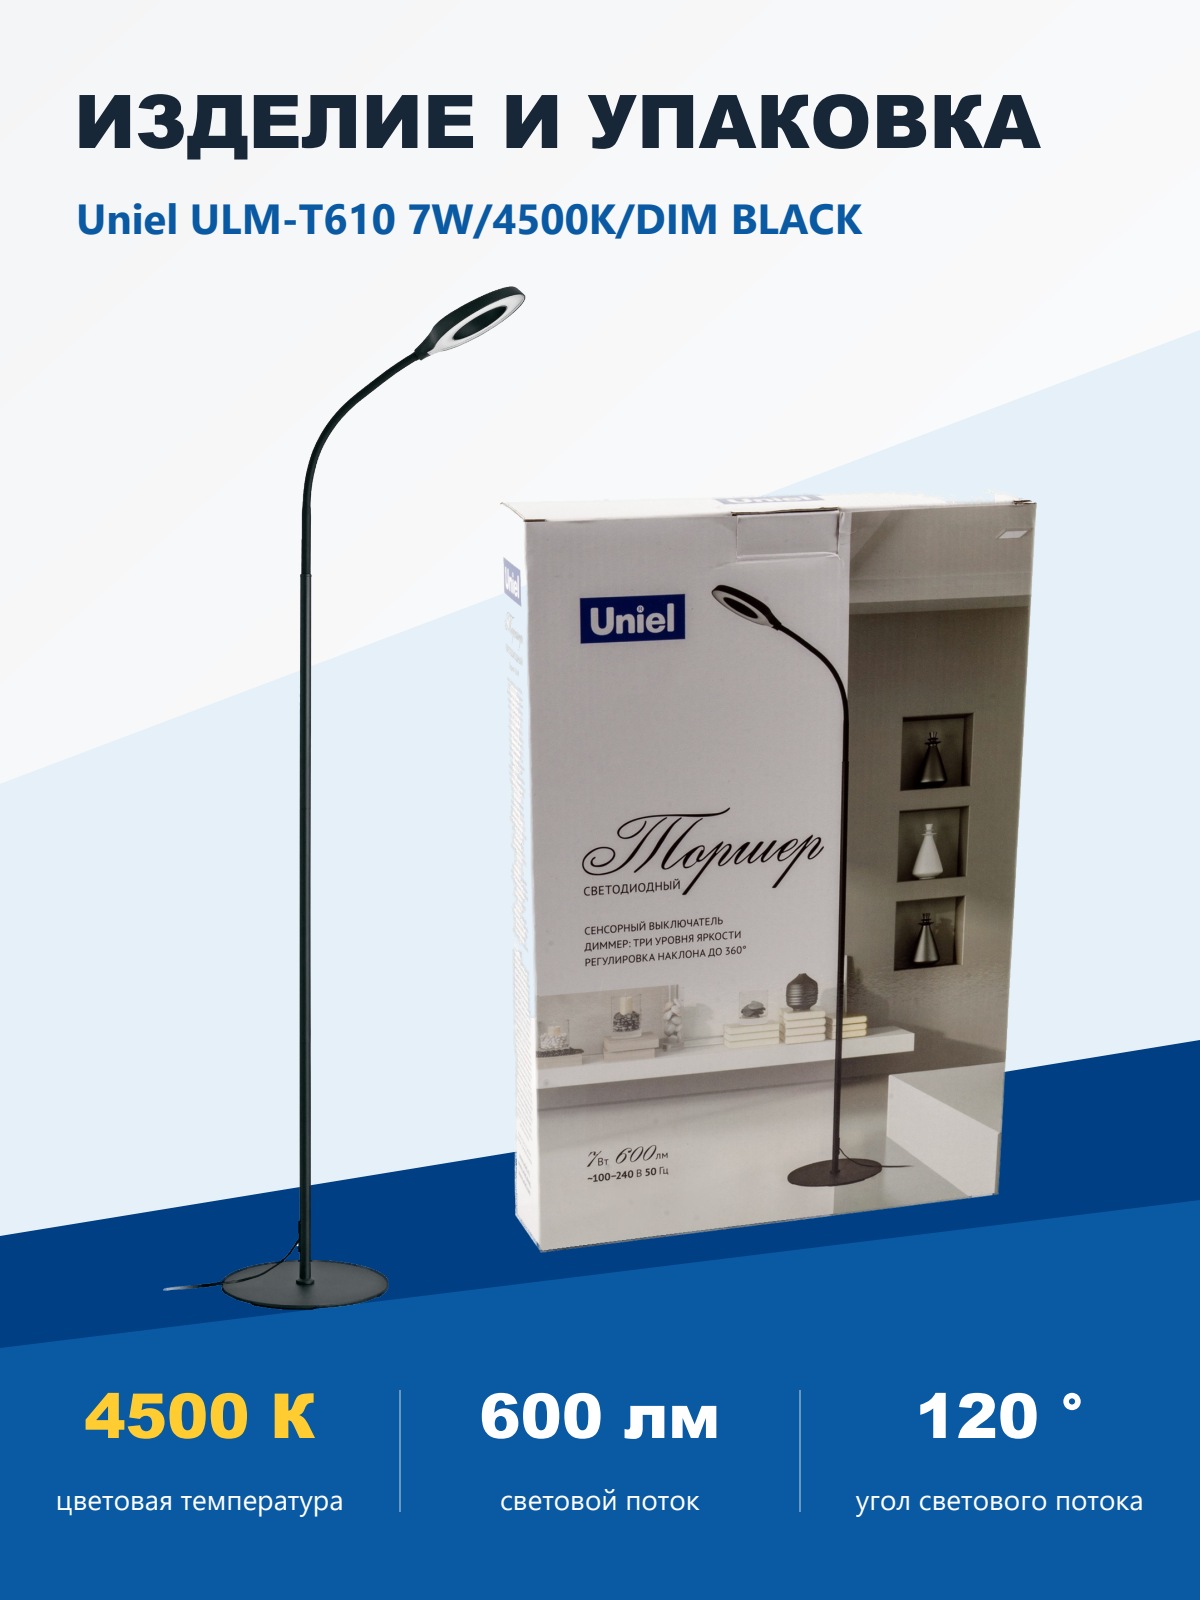 ИЗДЕЛИЕ И УПАКОВКА
Uniel ULM-T610 7W/4500K/DIM BLACK
Uniel
Uniel
Uniel
Торшер
СВЕТОДИОДНЫЙ
СЕНСОРНЫЙ ВЫКЛЮЧАТЕЛЬ
ДИММЕР: ТРИ УРОВНЯ ЯРКОСТИ
РЕГУЛИРОВКА НАКЛОНА ДО 360°
7Вт 600лм
~100-240 В 50 Гц
4500 К
цветовая температура
600 лм
световой поток
120 °
угол светового потока